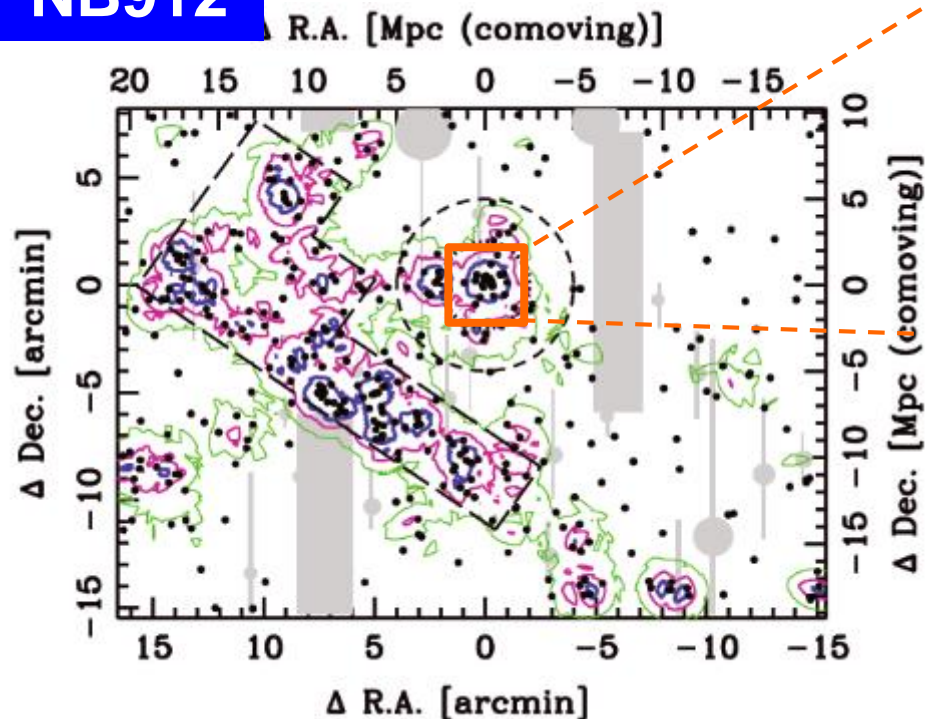 NB912
Δ R.A. [Mpc (comoving)]
20 15 10 5 0 −5 −10 −15
Δ Dec. [arcmin]
5
0
−5
−10
−15
10
5
0
−5
−10
−15
Δ Dec. [Mpc (comoving)]
15 10 5 0 −5 −10 −15
Δ R.A. [arcmin]